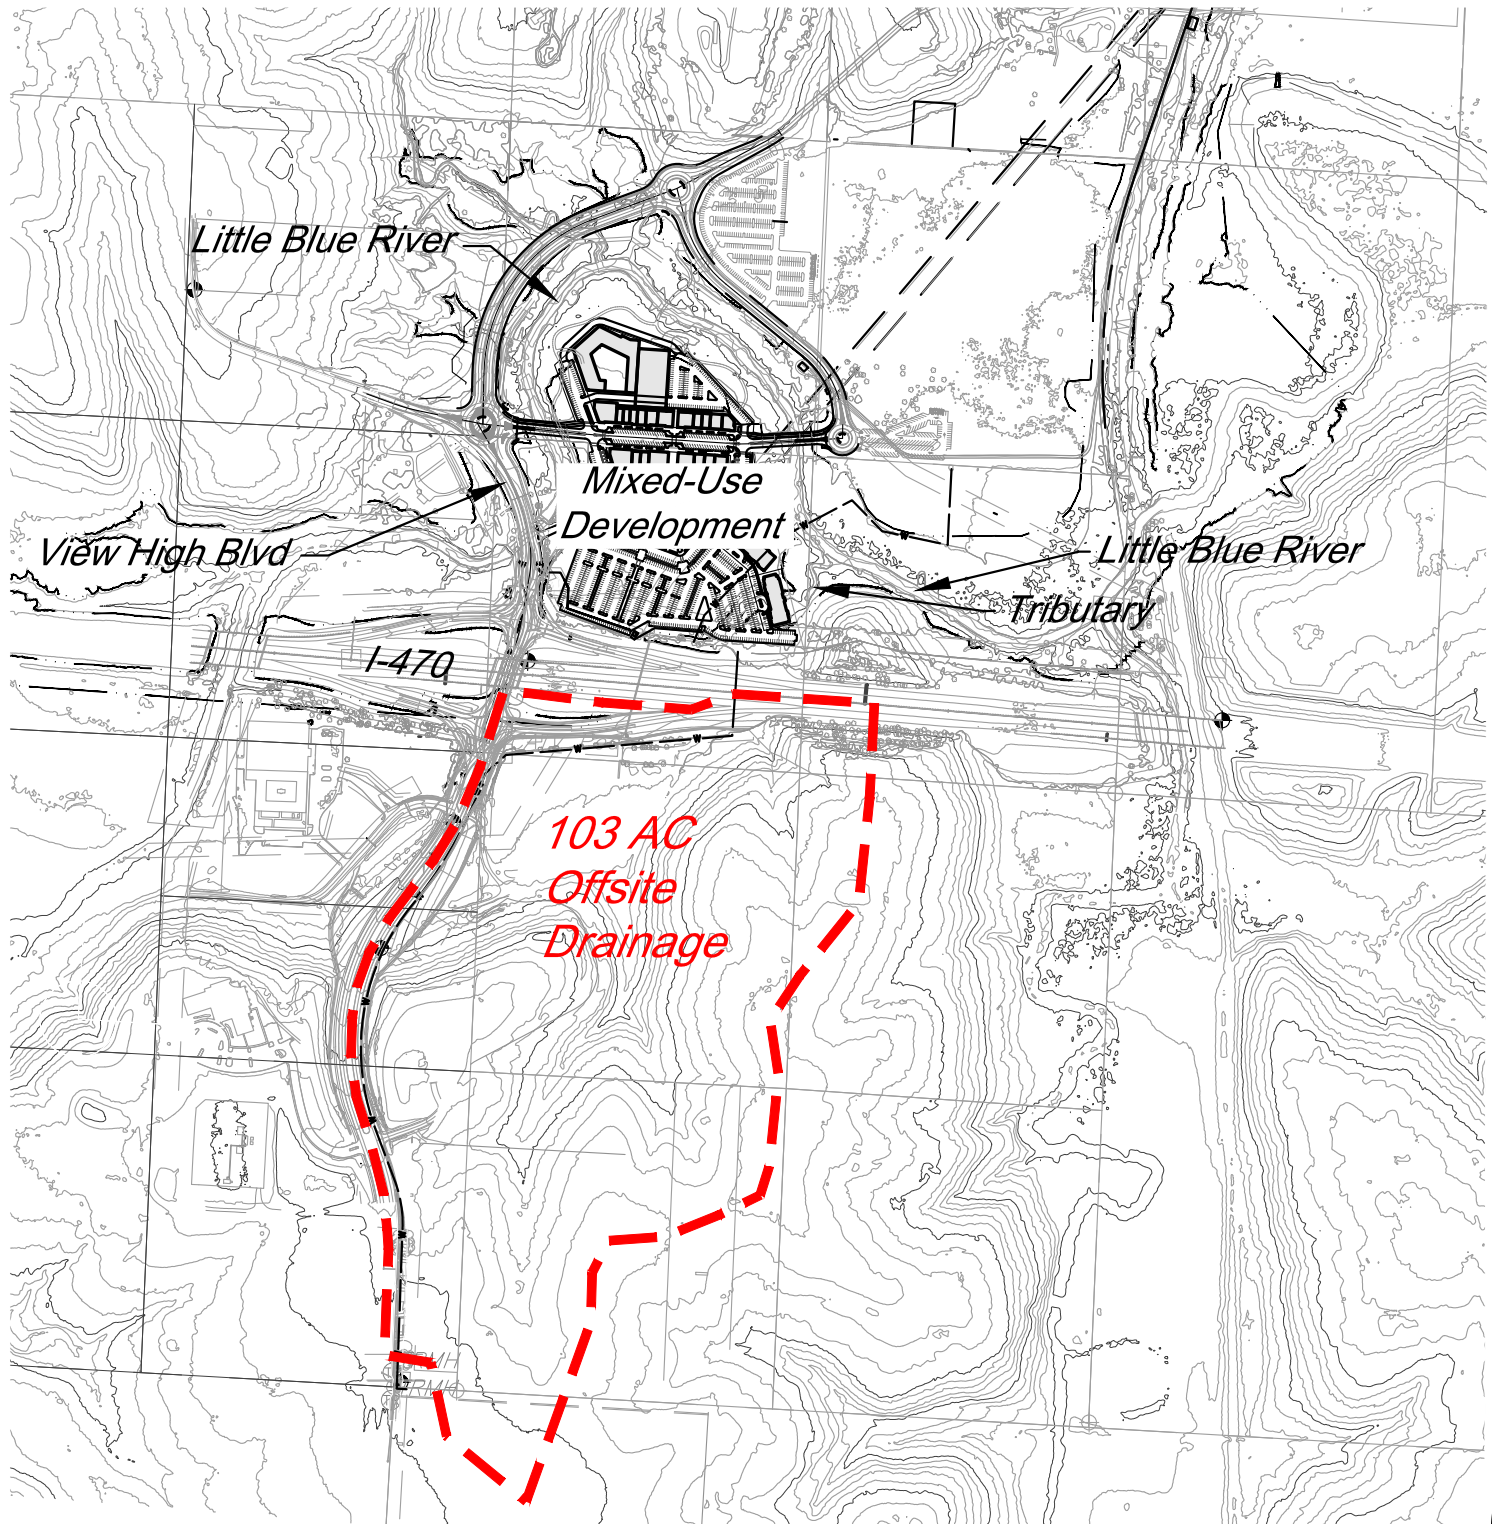 Little Blue River
Mixed-Use
Development
View High Blvd
Little Blue River
Tributary
I-470
103 AC
Offsite
Drainage
W
W
W
W
W
W
W
W
W